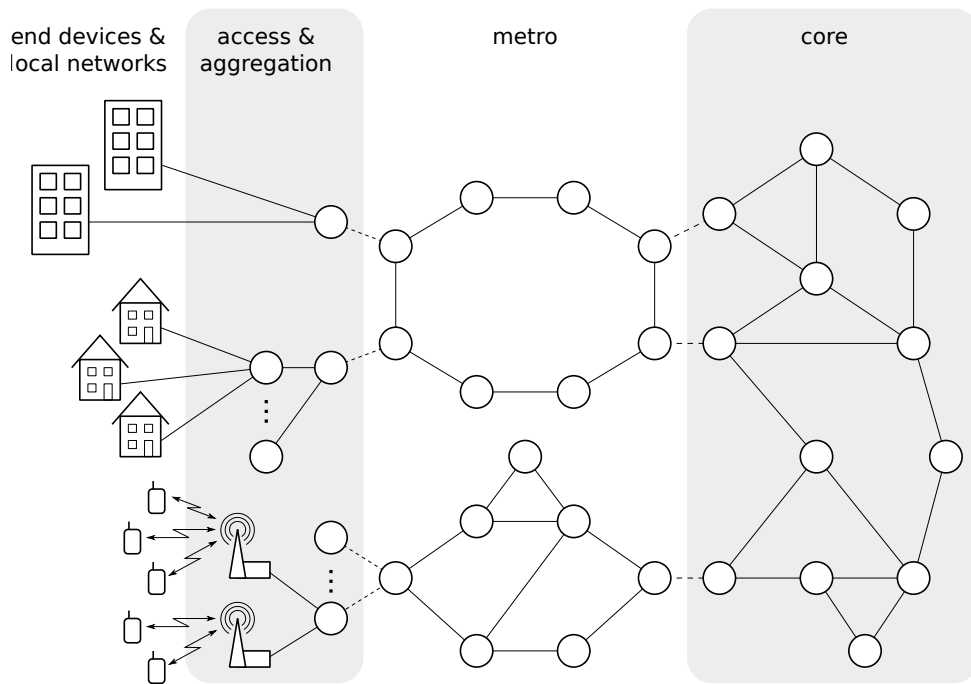 end devices &
local networks
access &
aggregation
metro
core